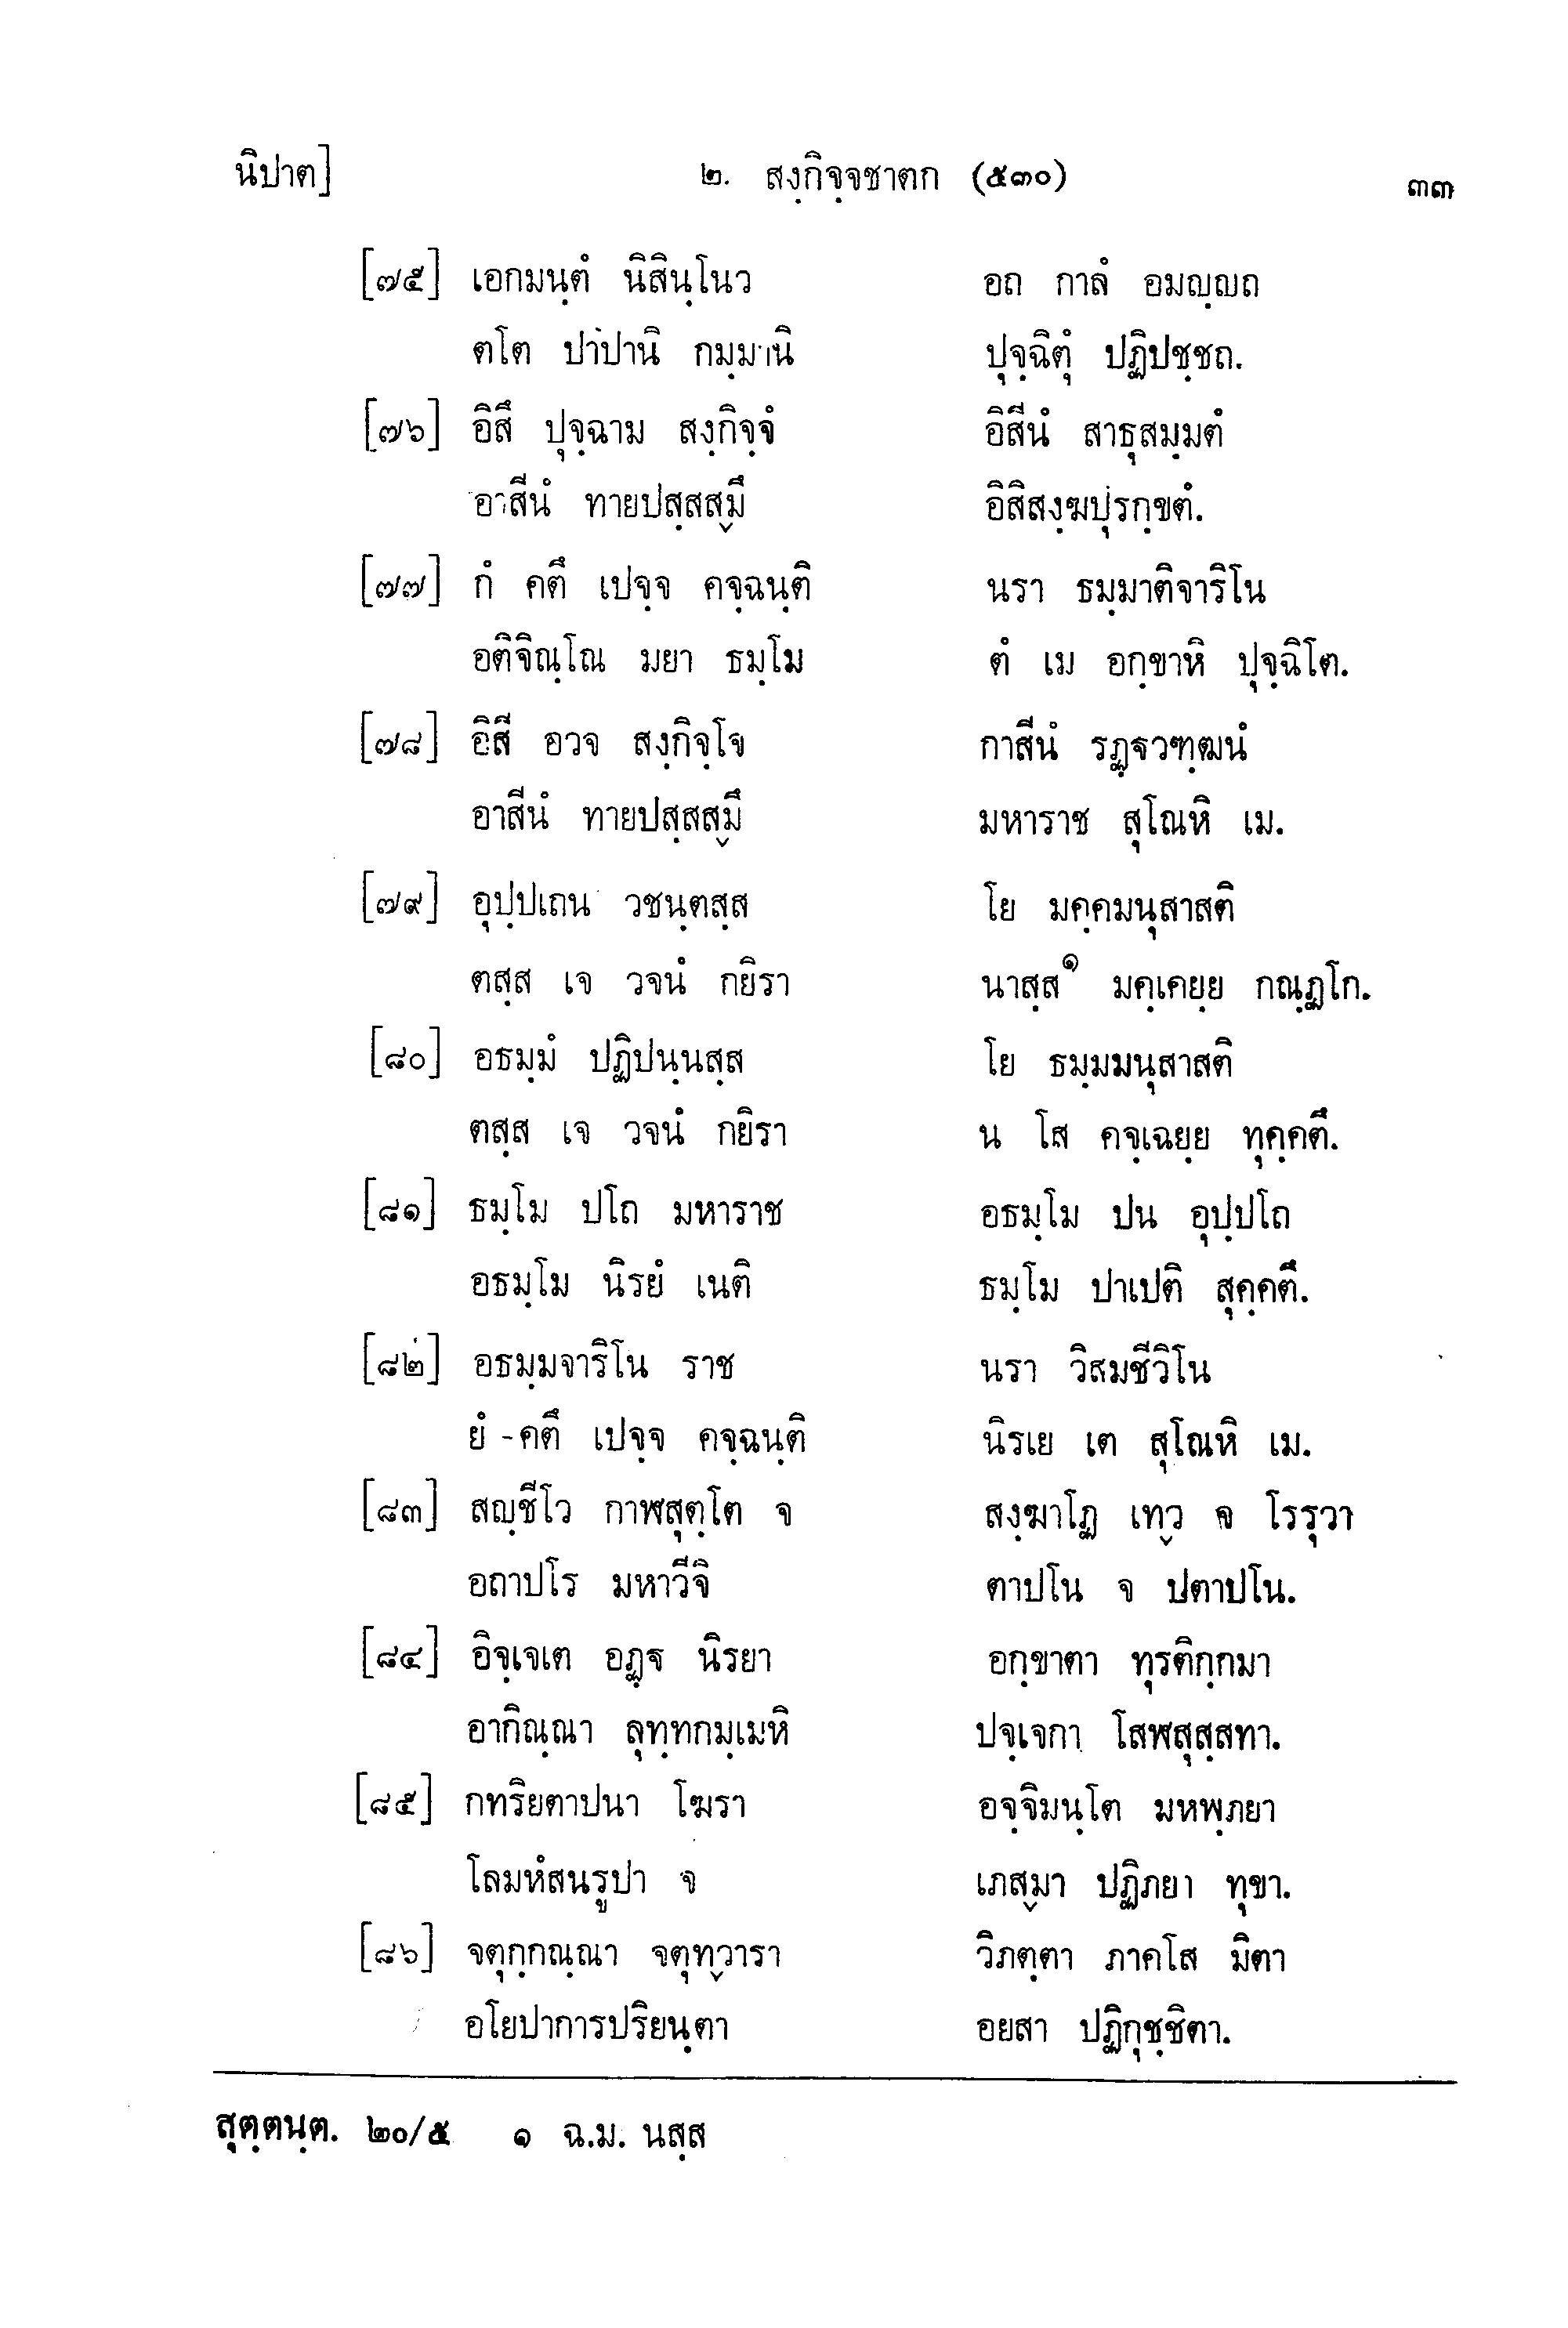 นิปาต] ๒. สงฺกิจฺจชาตก (๕๓๐) ๓๓
[๗๕] เอกมนฺตํ นิสินฺโนว อถ กาลํ อมญฺญถ
ตโต ปาปานิ กมฺมานิ ปุจฺฉิตุํ ปฏิปชฺชถ.
[๗๖] อิสึ ปุจฺฉาม สงฺกิจฺจํ อิสีนํ สาธุสมฺมตํ
อาสีนํ ทายปสฺสสฺมึ อิสิสงฺฆปุรกฺขตํ.
[๗๗] กํ คตึ เปจฺจ คจฺฉนฺติ นรา ธมฺมาติจาริโน
อติจิณฺโณ มยา ธมฺโม ตํ เม อกฺขาหิ ปุจฺฉิโต.
[๗๘] อิสี อวจ สงฺกิจฺโจ กาสีนํ รฏฺฐวฑฺฒนํ
อาสีนํ ทายปสฺสสฺมึ มหาราช สุโณหิ เม.
[๗๙] อุปฺปเถน วชนฺตสฺส โย มคฺคมนุสาสติ
ตสฺส เจ วจนํ กยิรา นาสฺส๑ มคฺเคยฺย กณฺฏโก.
[๘๐] อธมฺมํ ปฏิปนฺนสฺส โย ธมฺมมนุสาสติ
ตสฺส เจ วจนํ กยิรา น โส คจฺเฉยฺย ทุคฺคตึ.
[๘๑] ธมฺโม ปโถ มหาราช อธมฺโม ปน อุปฺปโถ
อธมฺโม นิรยํ เนติ ธมฺโม ปาเปติ สุคฺคตึ.
[๘๒] อธมฺมจาริโน ราช นรา วิสมชีวิโน
ยํ -คตึ เปจฺจ คจฺฉนฺติ นิรเย เต สุโณหิ เม.
[๘๓] สญฺชีโว กาฬสุตฺโต จ สงฺฆาโฏ เทฺว จ โรรุวา
อถาปโร มหาวีจิ ตาปโน จ ปตาปโน.
[๘๔] อิจฺเจเต อฏฺฐ นิรยา อกฺขาตา ทุรติกฺกมา
อากิณฺณา ลุทฺทกมฺเมหิ ปจฺเจกา โสฬสุสฺสทา.
[๘๕] กทริยตาปนา โฆรา อจฺจิมนฺโต มหพฺภยา
โลมหํสนรูปา จ เภสฺมา ปฏิภยา ทุขา.
[๘๖] จตุกฺกณฺณา จตุทฺวารา วิภตฺตา ภาคโส มิตา
อโยปาการปริยนฺตา อยสา ปฏิกุชฺชิตา.
สุตฺตนฺต. ๒๐/๕ ๑ ฉ.ม. นสฺส